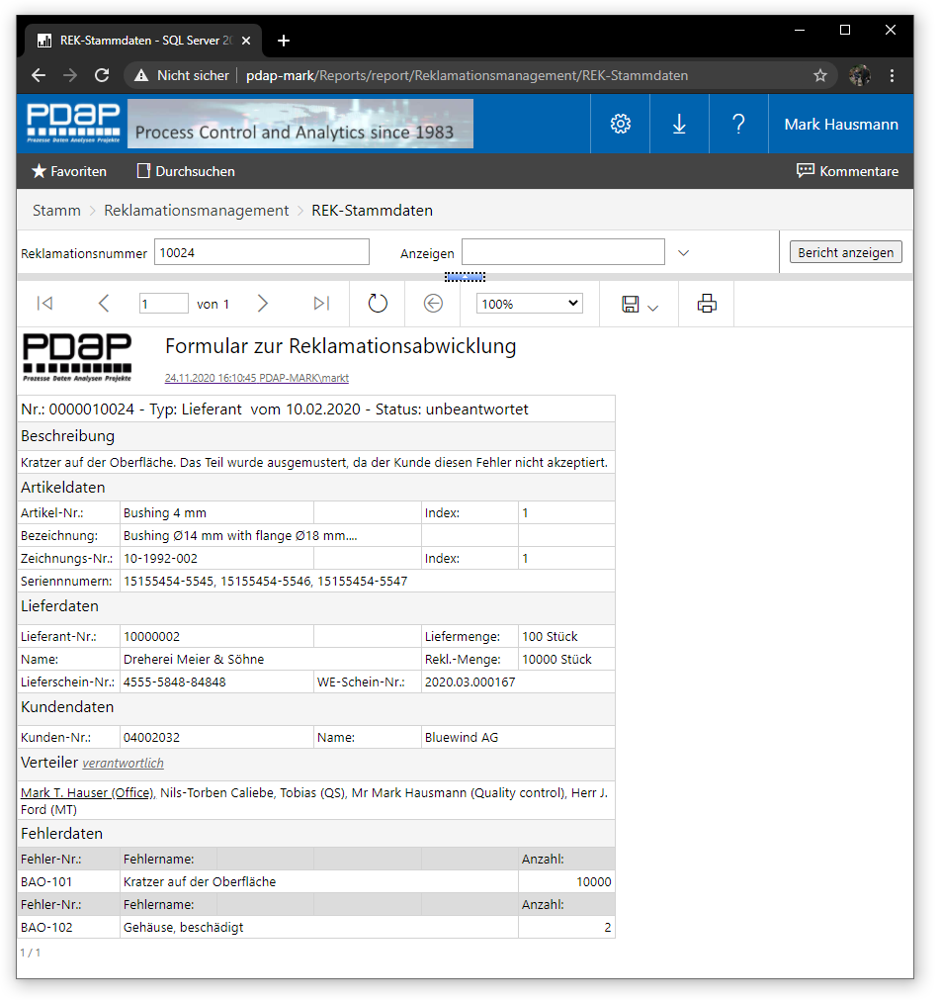 REK-Stammdaten - SQL Server 20
Nicht sicher | pdap-mark/Reports/report/Reklamationsmanagement/REK-Stammdaten
PDAP
Prozesse Daten Analysen Projekte
Process Control and Analytics since 1983
? Mark Hausmann
Favoriten Durchsuchen Kommentare
Stamm > Reklamationsmanagement > REK-Stammdaten
Reklamationsnummer 10024 Anzeigen Bericht anzeigen
1 von 1 100%
PDAP
Prozesse Daten Analysen Projekte
Formular zur Reklamationsabwicklung
24.11.2020 16:10:45 PDAP-MARK\markt
Nr.: 0000010024 - Typ: Lieferant vom 10.02.2020 - Status: unbeantwortet
Beschreibung
Kratzer auf der Oberfläche. Das Teil wurde ausgemustert, da der Kunde diesen Fehler nicht akzeptiert.
Artikeldaten
Artikel-Nr.: Bushing 4 mm Index: 1
Bezeichnung: Bushing Ø14 mm with flange Ø18 mm....
Zeichnungs-Nr.: 10-1992-002 Index: 1
Seriennnumern: 15155454-5545, 15155454-5546, 15155454-5547
Lieferdaten
Lieferant-Nr.: 10000002 Liefermenge: 100 Stück
Name: Dreherei Meier & Söhne Rekl.-Menge: 10000 Stück
Lieferschein-Nr.: 4555-5848-84848 WE-Schein-Nr.: 2020.03.000167
Kundendaten
Kunden-Nr.: 04002032 Name: Bluewind AG
Verteiler verantwortlich
Mark T. Hauser (Office), Nils-Torben Caliebe, Tobias (QS), Mr Mark Hausmann (Quality control), Herr J.
Ford (MT)
Fehlerdaten
Fehler-Nr.: Fehlername: Anzahl:
BAO-101 Kratzer auf der Oberfläche 10000
Fehler-Nr.: Fehlername: Anzahl:
BAO-102 Gehäuse, beschädigt 2
1 / 1